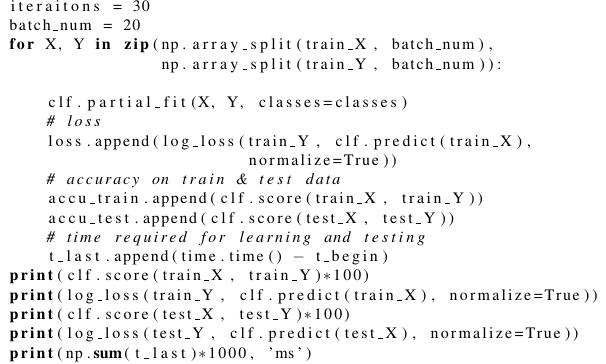 iteraitons = 30
batch_num = 20
for X, Y in zip(np.array_split(train_X, batch_num),
                np.array_split(train_Y, batch_num)):

    clf.partial_fit(X, Y, classes=classes)
    # loss
    loss.append(log_loss(train_Y, clf.predict(train_X),
                         normalize=True))
    # accuracy on train & test data
    accu_train.append(clf.score(train_X, train_Y))
    accu_test.append(clf.score(test_X, test_Y))
    # time required for learning and testing
    t_last.append(time.time() − t_begin)
print(clf.score(train_X, train_Y)*100)
print(log_loss(train_Y, clf.predict(train_X), normalize=True))
print(clf.score(test_X, test_Y)*100)
print(log_loss(test_Y, clf.predict(test_X), normalize=True))
print(np.sum(t_last)*1000, 'ms')